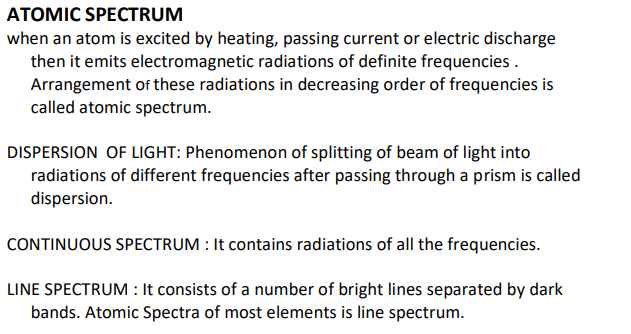 ATOMIC SPECTRUM
when an atom is excited by heating, passing current or electric discharge
then it emits electromagnetic radiations of definite frequencies .
Arrangement of these radiations in decreasing order of frequencies is
called atomic spectrum.
DISPERSION OF LIGHT: Phenomenon of splitting of beam of light into
radiations of different frequencies after passing through a prism is called
dispersion.
CONTINUOUS SPECTRUM : It contains radiations of all the frequencies.
LINE SPECTRUM : It consists of a number of bright lines separated by dark
bands. Atomic Spectra of most elements is line spectrum.